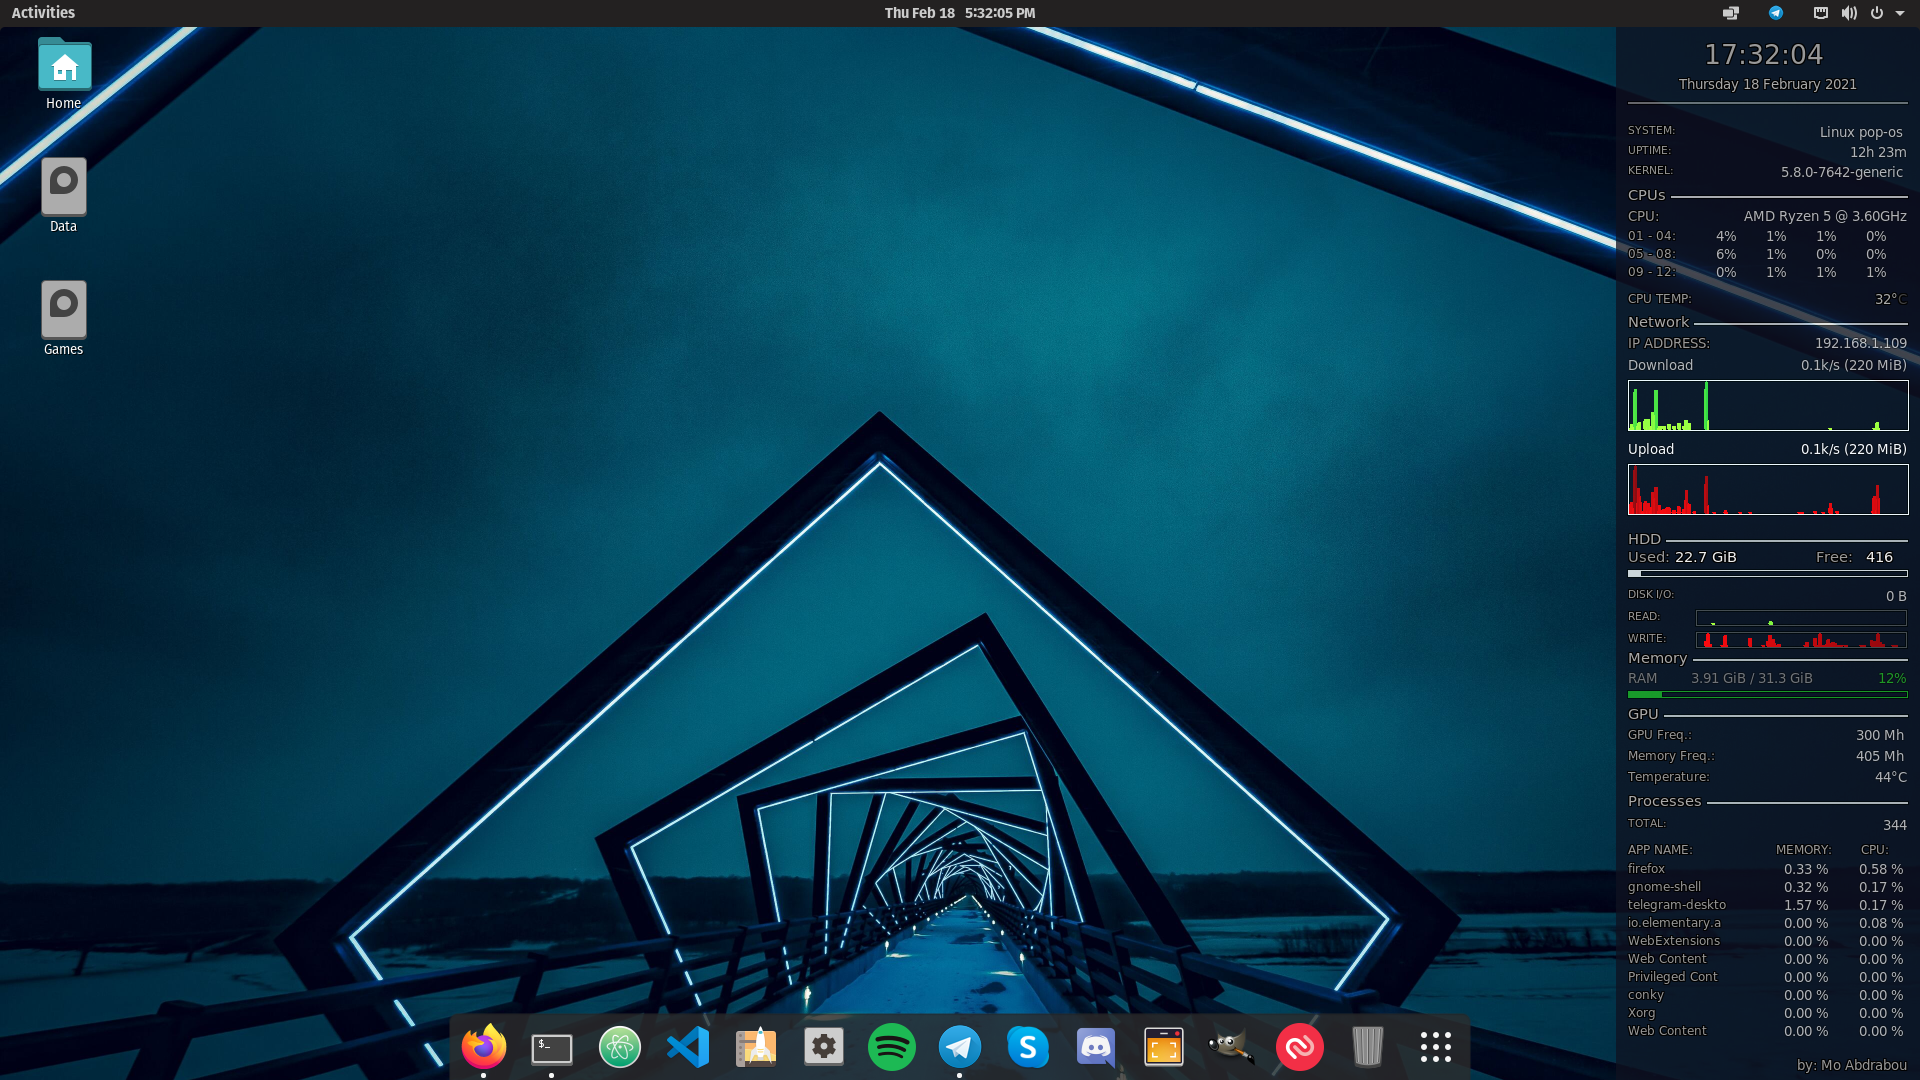 Activities
Thu Feb 18 5:32:05 PM
Home
Data
Games
17:32:04
Thursday 18 February 2021
SYSTEM: Linux pop-os
UPTIME: 12h 23m
KERNEL: 5.8.0-7642-generic
CPUs
CPU: AMD Ryzen 5 @ 3.60GHz
01 - 04: 4% 1% 1% 0%
05 - 08: 6% 1% 0% 0%
09 - 12: 0% 1% 1% 1%
CPU TEMP: 32°C
Network
IP ADDRESS: 192.168.1.109
Download 0.1k/s (220 MiB)
Upload 0.1k/s (220 MiB)
HDD
Used: 22.7 GiB Free: 416
DISK I/O: 0 B
READ:
WRITE:
Memory
RAM 3.91 GiB / 31.3 GiB 12%
GPU
GPU Freq.: 300 Mh
Memory Freq.: 405 Mh
Temperature: 44°C
Processes
TOTAL: 344
APP NAME: MEMORY: CPU:
firefox 0.33 % 0.58 %
gnome-shell 0.32 % 0.17 %
telegram-deskto 1.57 % 0.17 %
io.elementary.a 0.00 % 0.08 %
WebExtensions 0.00 % 0.00 %
Web Content 0.00 % 0.00 %
Privileged Cont 0.00 % 0.00 %
conky 0.00 % 0.00 %
Xorg 0.00 % 0.00 %
Web Content 0.00 % 0.00 %
$_
S
by: Mo Abdrabou